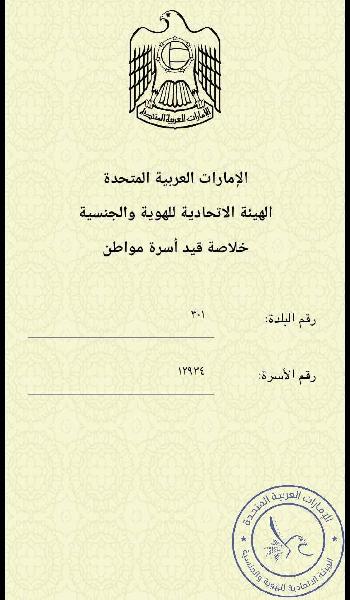 الإمارات العربية المتحدة
الإمارات العربية المتحدة
الهيئة الاتحادية للهوية والجنسية
خلاصة قيد أسرة مواطن
رقم البلدة: ٣٠١
رقم الأسرة: ١٢٩٣٤
الإمارات العربية المتحدة
الهيئة الاتحادية للهوية والجنسية